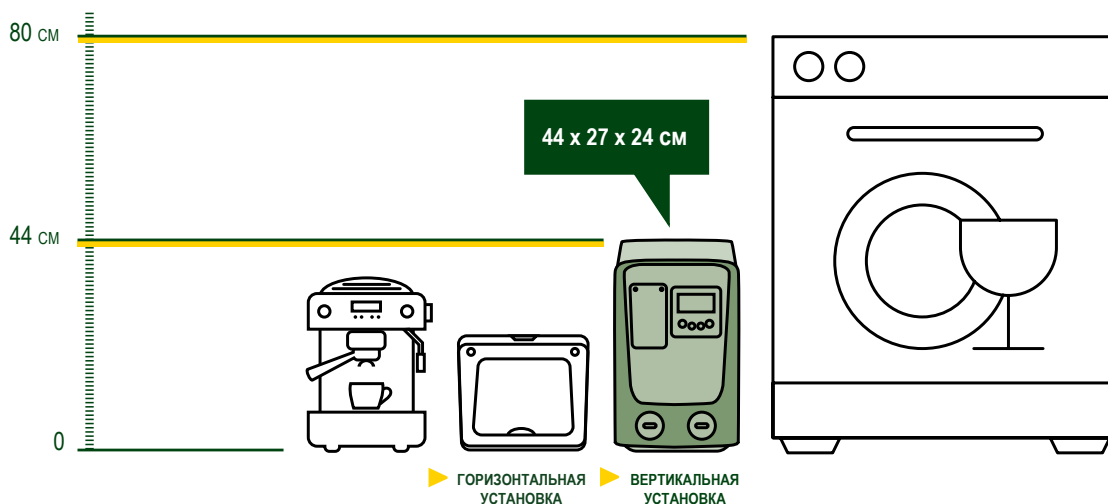 80 СМ
44 x 27 x 24 см
44 СМ
0
ГОРИЗОНТАЛЬНАЯ
УСТАНОВКА
ВЕРТИКАЛЬНАЯ
УСТАНОВКА